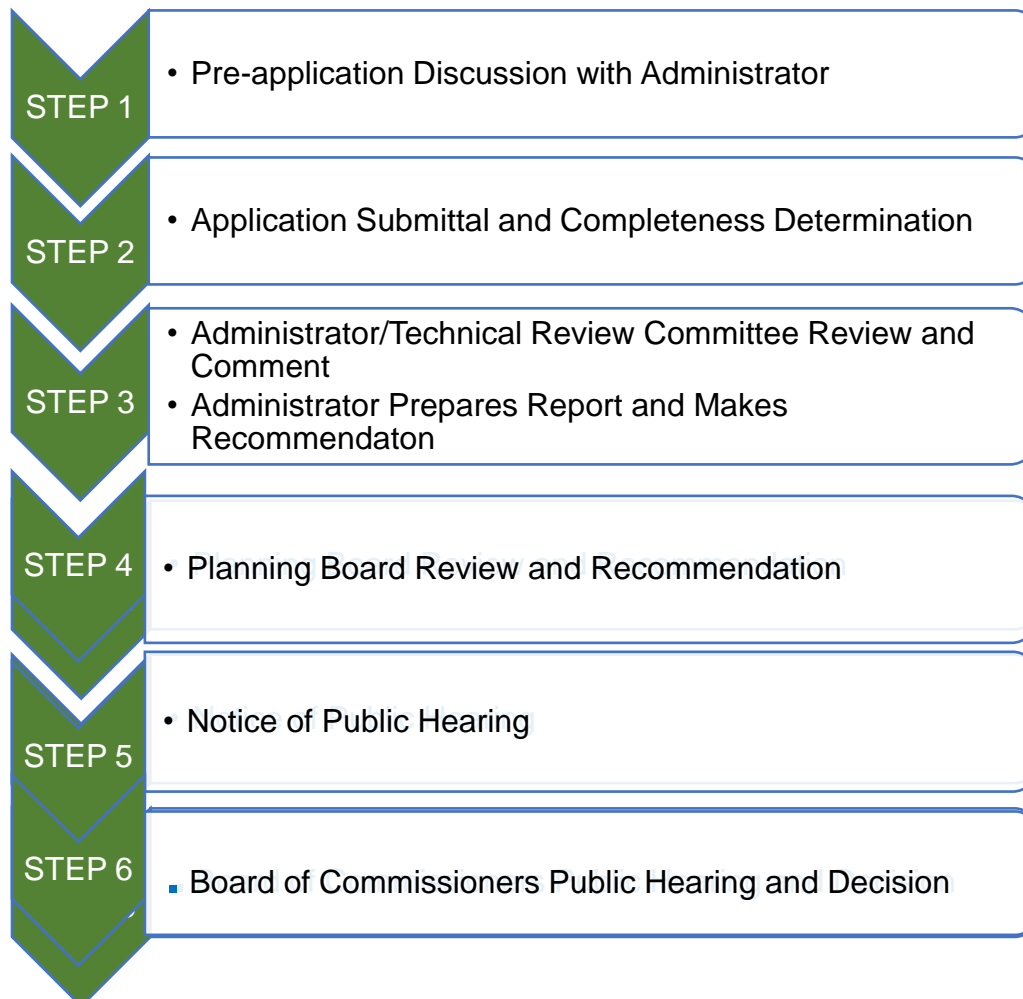 STEP 1
• Pre-application Discussion with Administrator
STEP 2
• Application Submittal and Completeness Determination
STEP 3
• Administrator/Technical Review Committee Review and
Comment
• Administrator Prepares Report and Makes
Recommendaton
STEP 4
• Planning Board Review and Recommendation
STEP 5
• Notice of Public Hearing
STEP 6
▪ Board of Commissioners Public Hearing and Decision